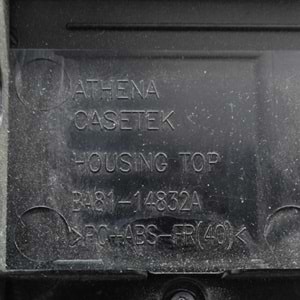 ATHENA
CASETEK
HOUSING TOP
BA81-14832A
>PC+ABS-FR(40)<